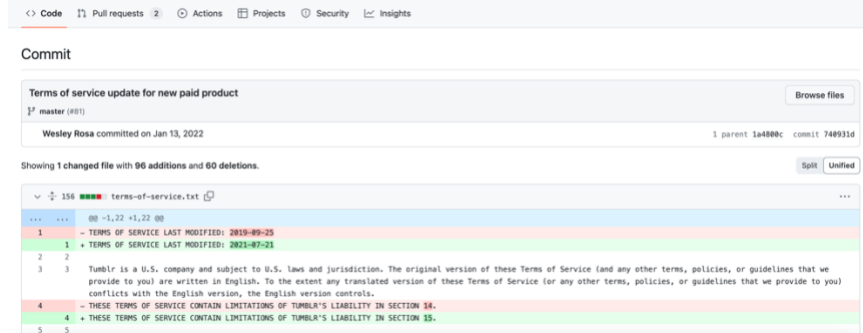 Code Pull requests 2 Actions Projects Security Insights
Commit
Terms of service update for new paid product
Browse files
master (#81)
Wesley Rosa committed on Jan 13, 2022
1 parent 1a4800c commit 740931d
Showing 1 changed file with 96 additions and 60 deletions.
Split Unified
156 terms-of-service.txt
... ... @@ -1,22 +1,22 @@
1 - TERMS OF SERVICE LAST MODIFIED: 2019-09-25
1 + TERMS OF SERVICE LAST MODIFIED: 2021-07-21
2 2
3 3 Tumblr is a U.S. company and subject to U.S. laws and jurisdiction. The original version of these Terms of Service (and any other terms, policies, or guidelines that we
provide to you) are written in English. To the extent any translated version of these Terms of Service (or any other terms, policies, or guidelines that we provide to you)
conflicts with the English version, the English version controls.
4 - THESE TERMS OF SERVICE CONTAIN LIMITATIONS OF TUMBLR'S LIABILITY IN SECTION 14.
4 + THESE TERMS OF SERVICE CONTAIN LIMITATIONS OF TUMBLR'S LIABILITY IN SECTION 15.
5 5